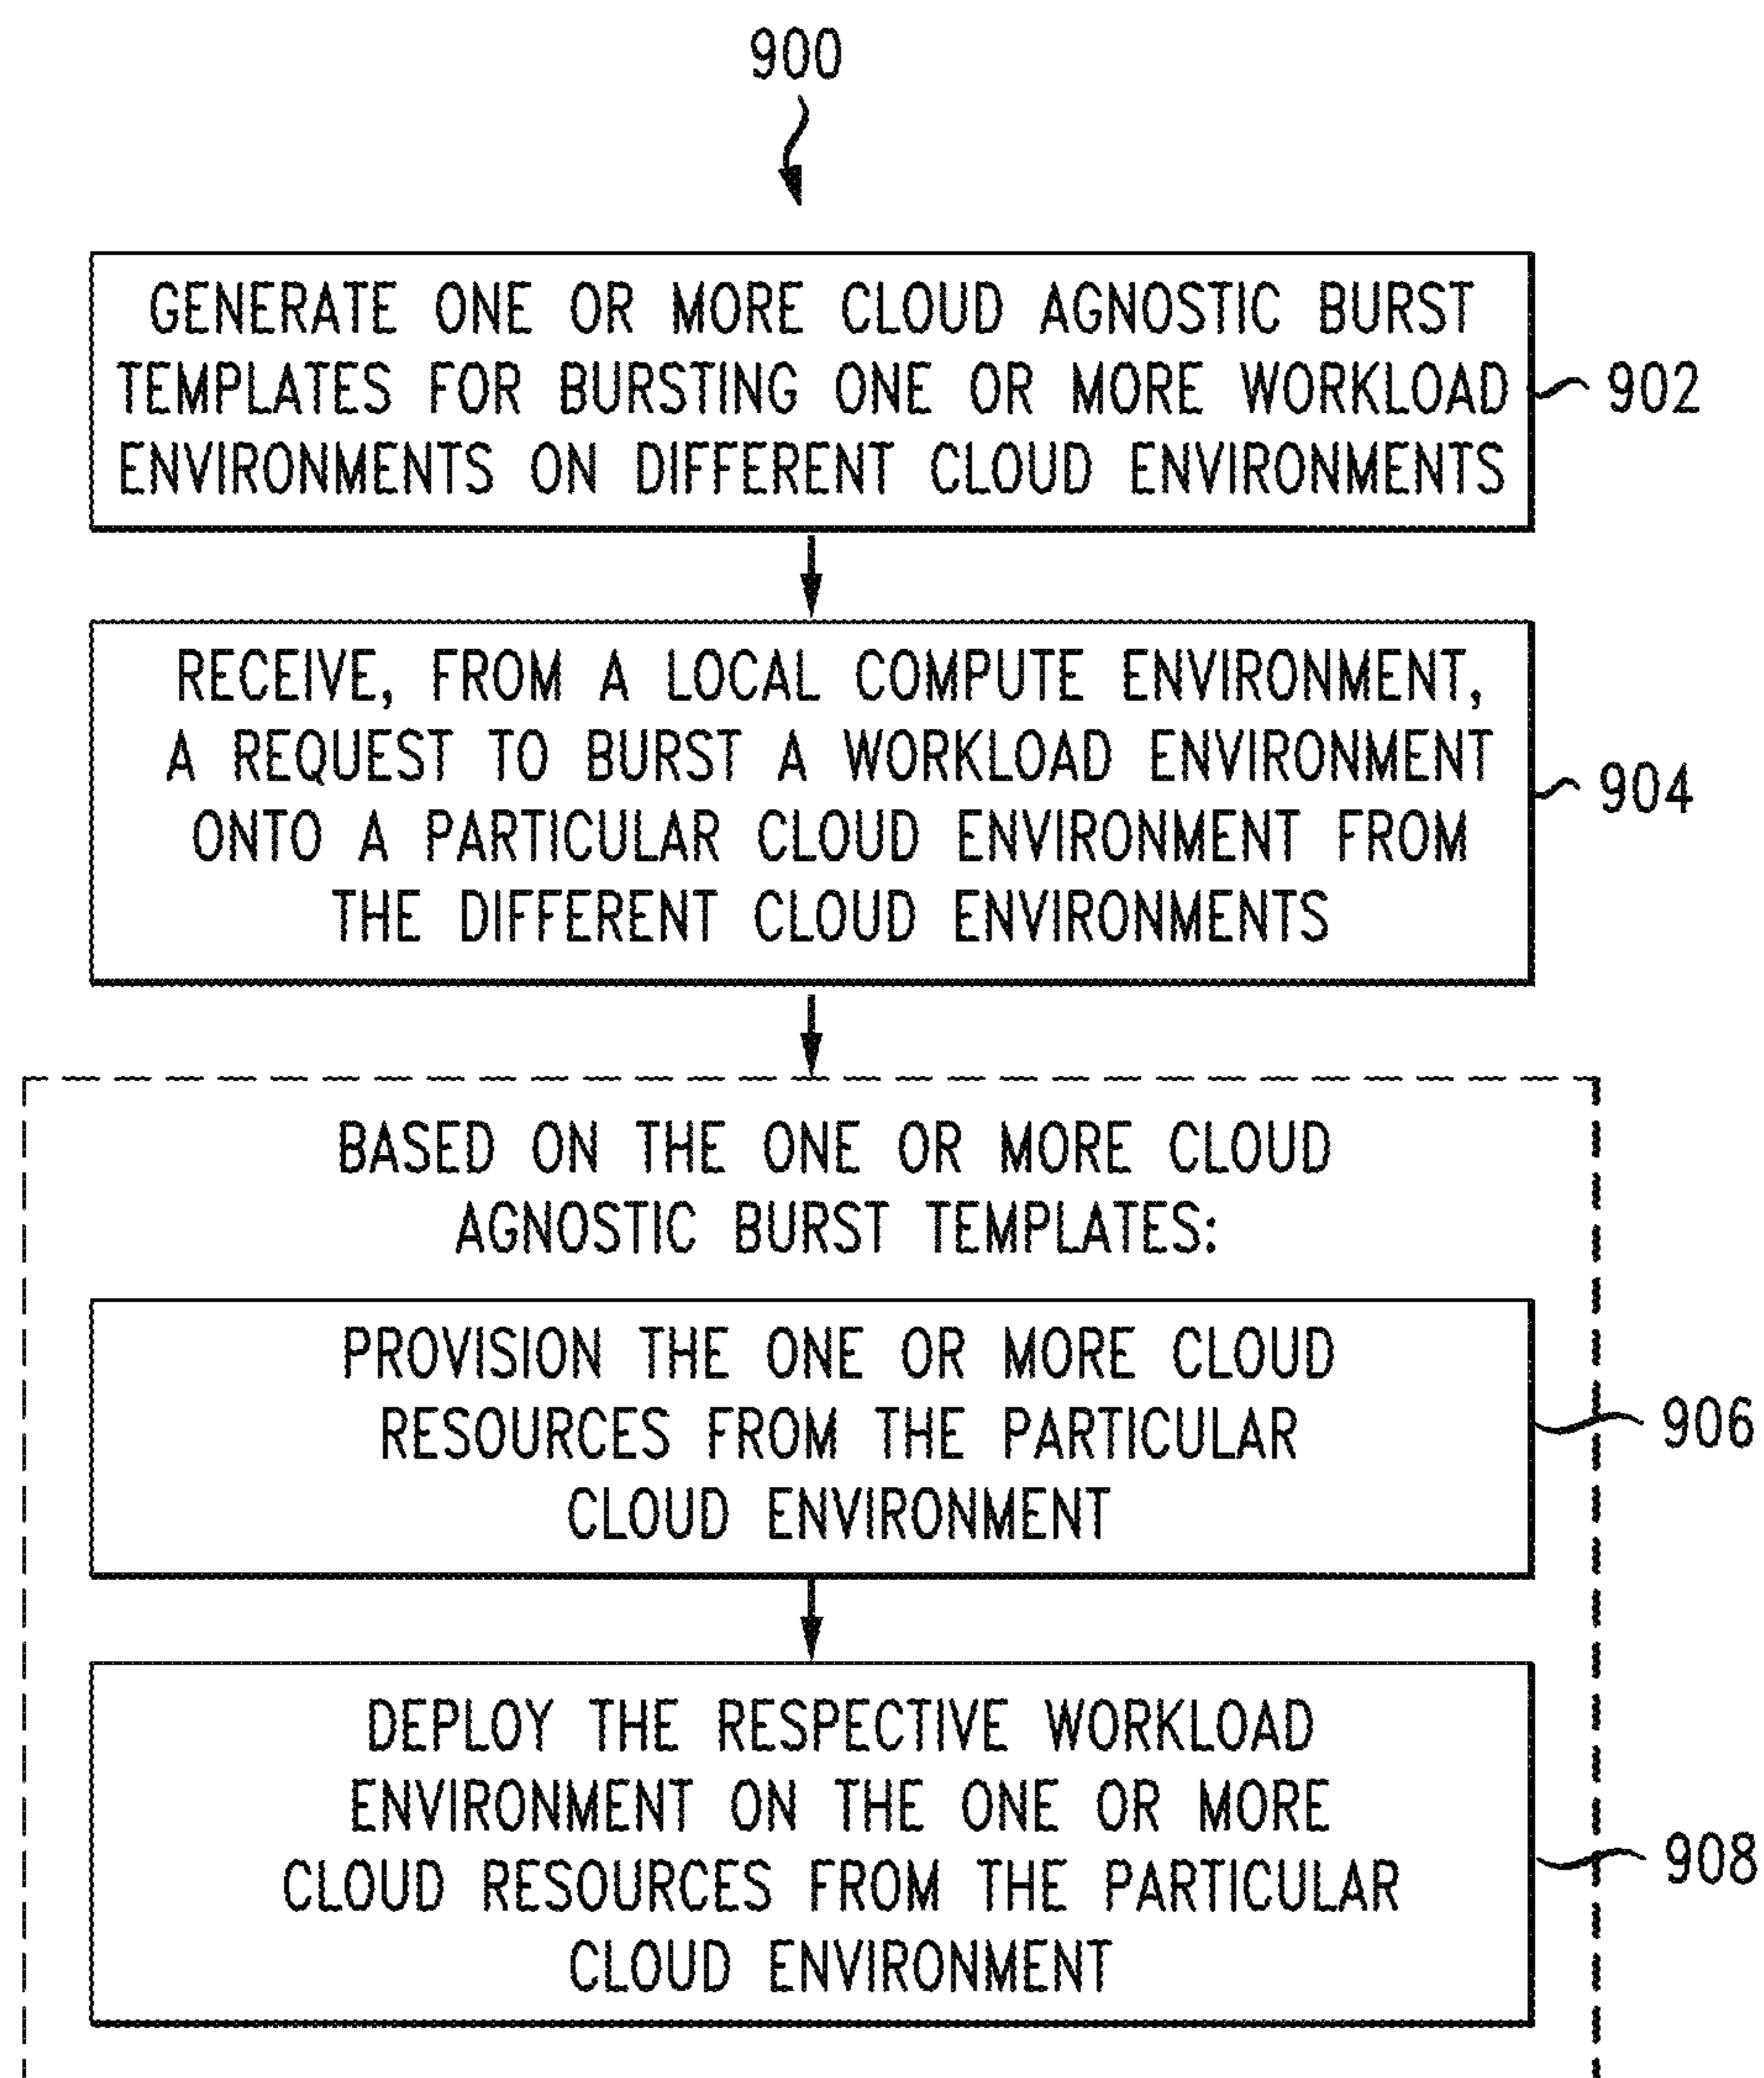 900
GENERATE ONE OR MORE CLOUD AGNOSTIC BURST
TEMPLATES FOR BURSTING ONE OR MORE WORKLOAD
ENVIRONMENTS ON DIFFERENT CLOUD ENVIRONMENTS
902
RECEIVE, FROM A LOCAL COMPUTE ENVIRONMENT,
A REQUEST TO BURST A WORKLOAD ENVIRONMENT
ONTO A PARTICULAR CLOUD ENVIRONMENT FROM
THE DIFFERENT CLOUD ENVIRONMENTS
904
BASED ON THE ONE OR MORE CLOUD
AGNOSTIC BURST TEMPLATES:
PROVISION THE ONE OR MORE CLOUD
RESOURCES FROM THE PARTICULAR
CLOUD ENVIRONMENT
906
DEPLOY THE RESPECTIVE WORKLOAD
ENVIRONMENT ON THE ONE OR MORE
CLOUD RESOURCES FROM THE PARTICULAR
CLOUD ENVIRONMENT
908